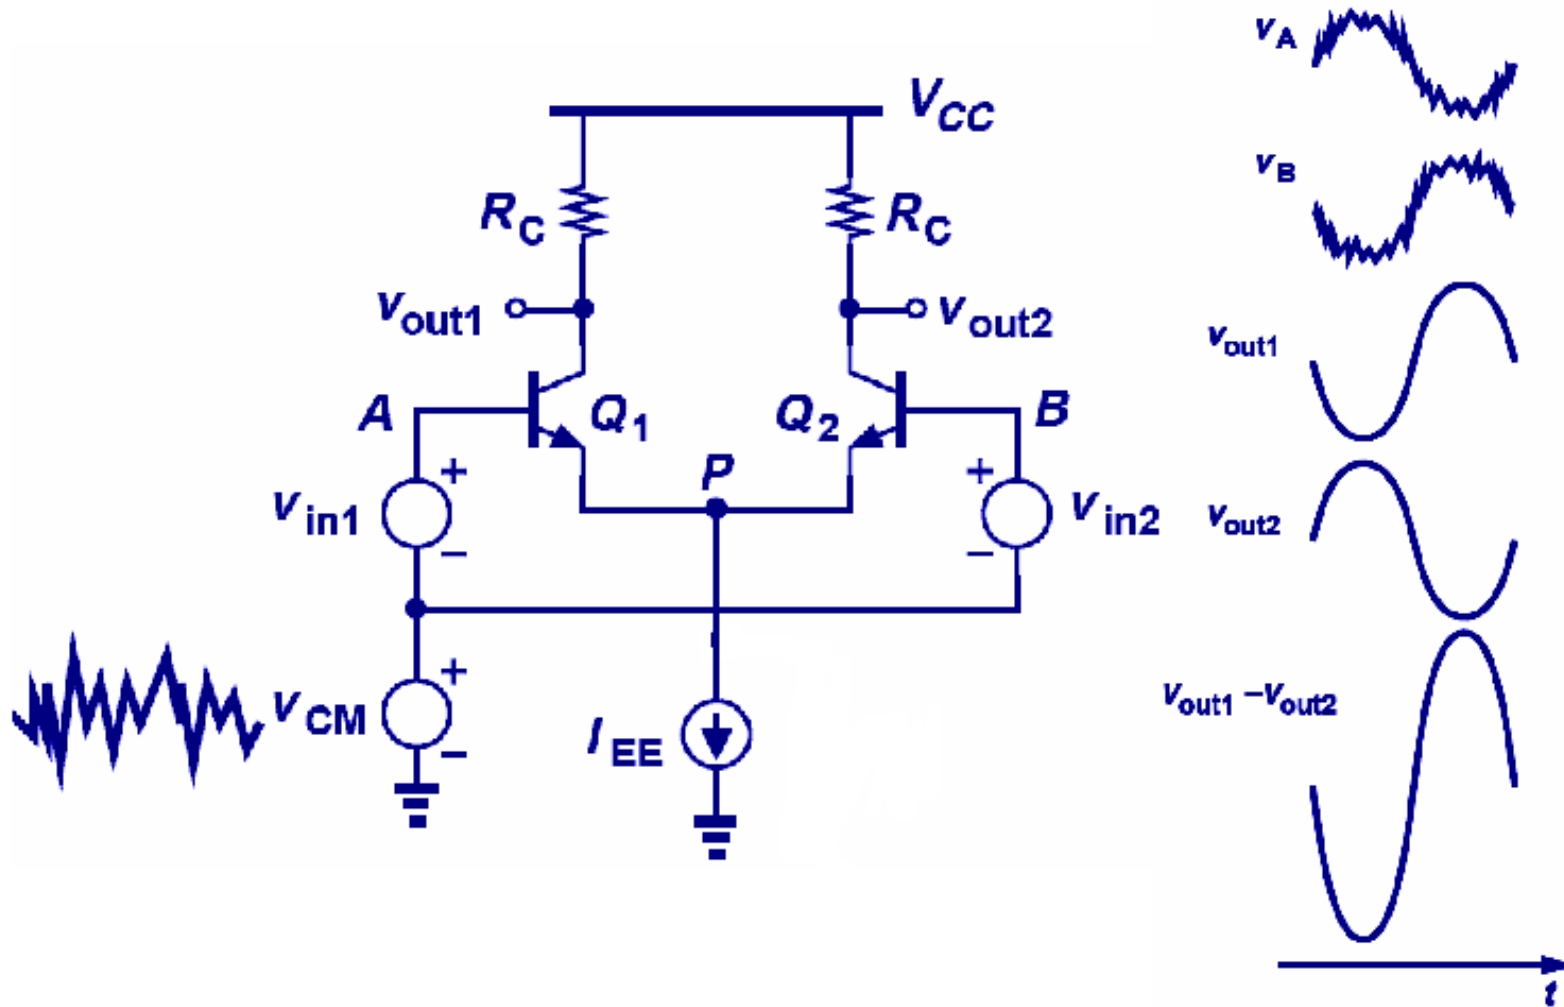 V_CC
R_C
R_C
v_out1
v_out2
A
Q_1
Q_2
B
P
+
+
v_in1
v_in2
−
−
+
v_CM
−
I_EE
v_A
v_B
v_out1
v_out2
v_out1 −v_out2
t